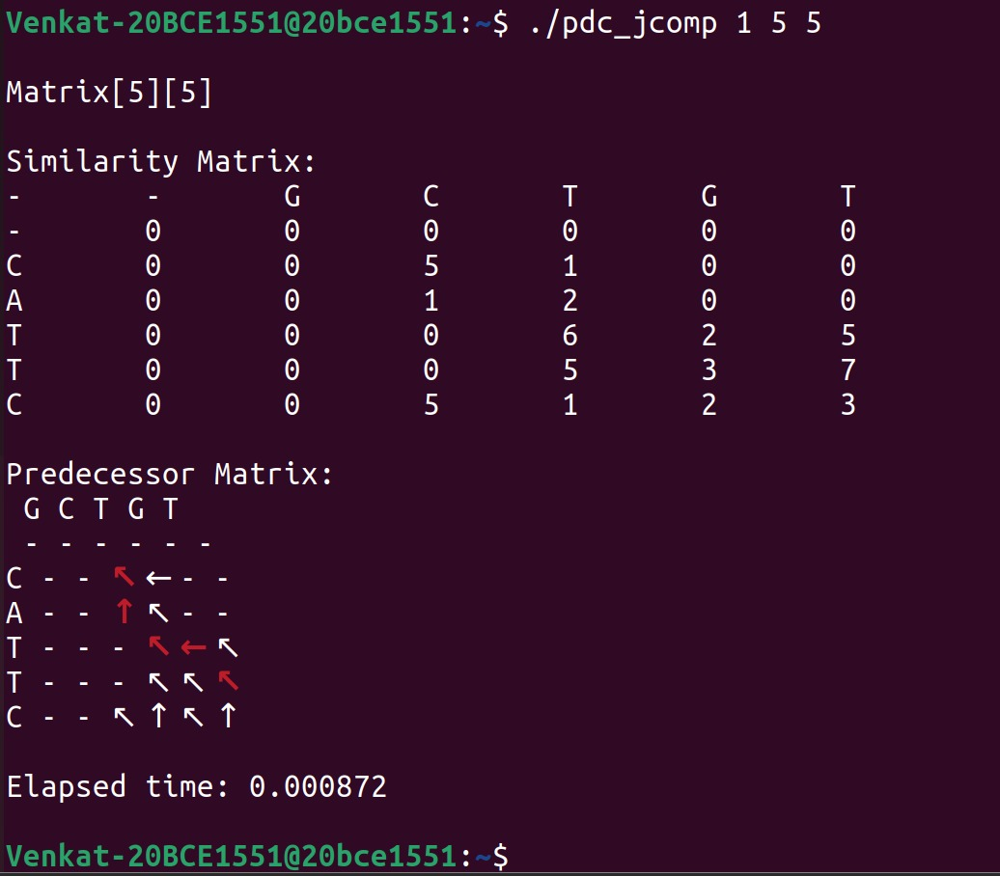 Venkat-20BCE1551@20bce1551:~$ ./pdc_jcomp 1 5 5
Matrix[5][5]
Similarity Matrix:
- - G C T G T
- 0 0 0 0 0 0
C 0 0 5 1 0 0
A 0 0 1 2 0 0
T 0 0 0 6 2 5
T 0 0 0 5 3 7
C 0 0 5 1 2 3
Predecessor Matrix:
G C T G T
- - - - - -
C - - ↖ ← - -
A - - ↑ ↖ - -
T - - - ↖ ← ↖
T - - - ↖ ↖ ↖
C - - ↖ ↑ ↖ ↑
Elapsed time: 0.000872
Venkat-20BCE1551@20bce1551:~$